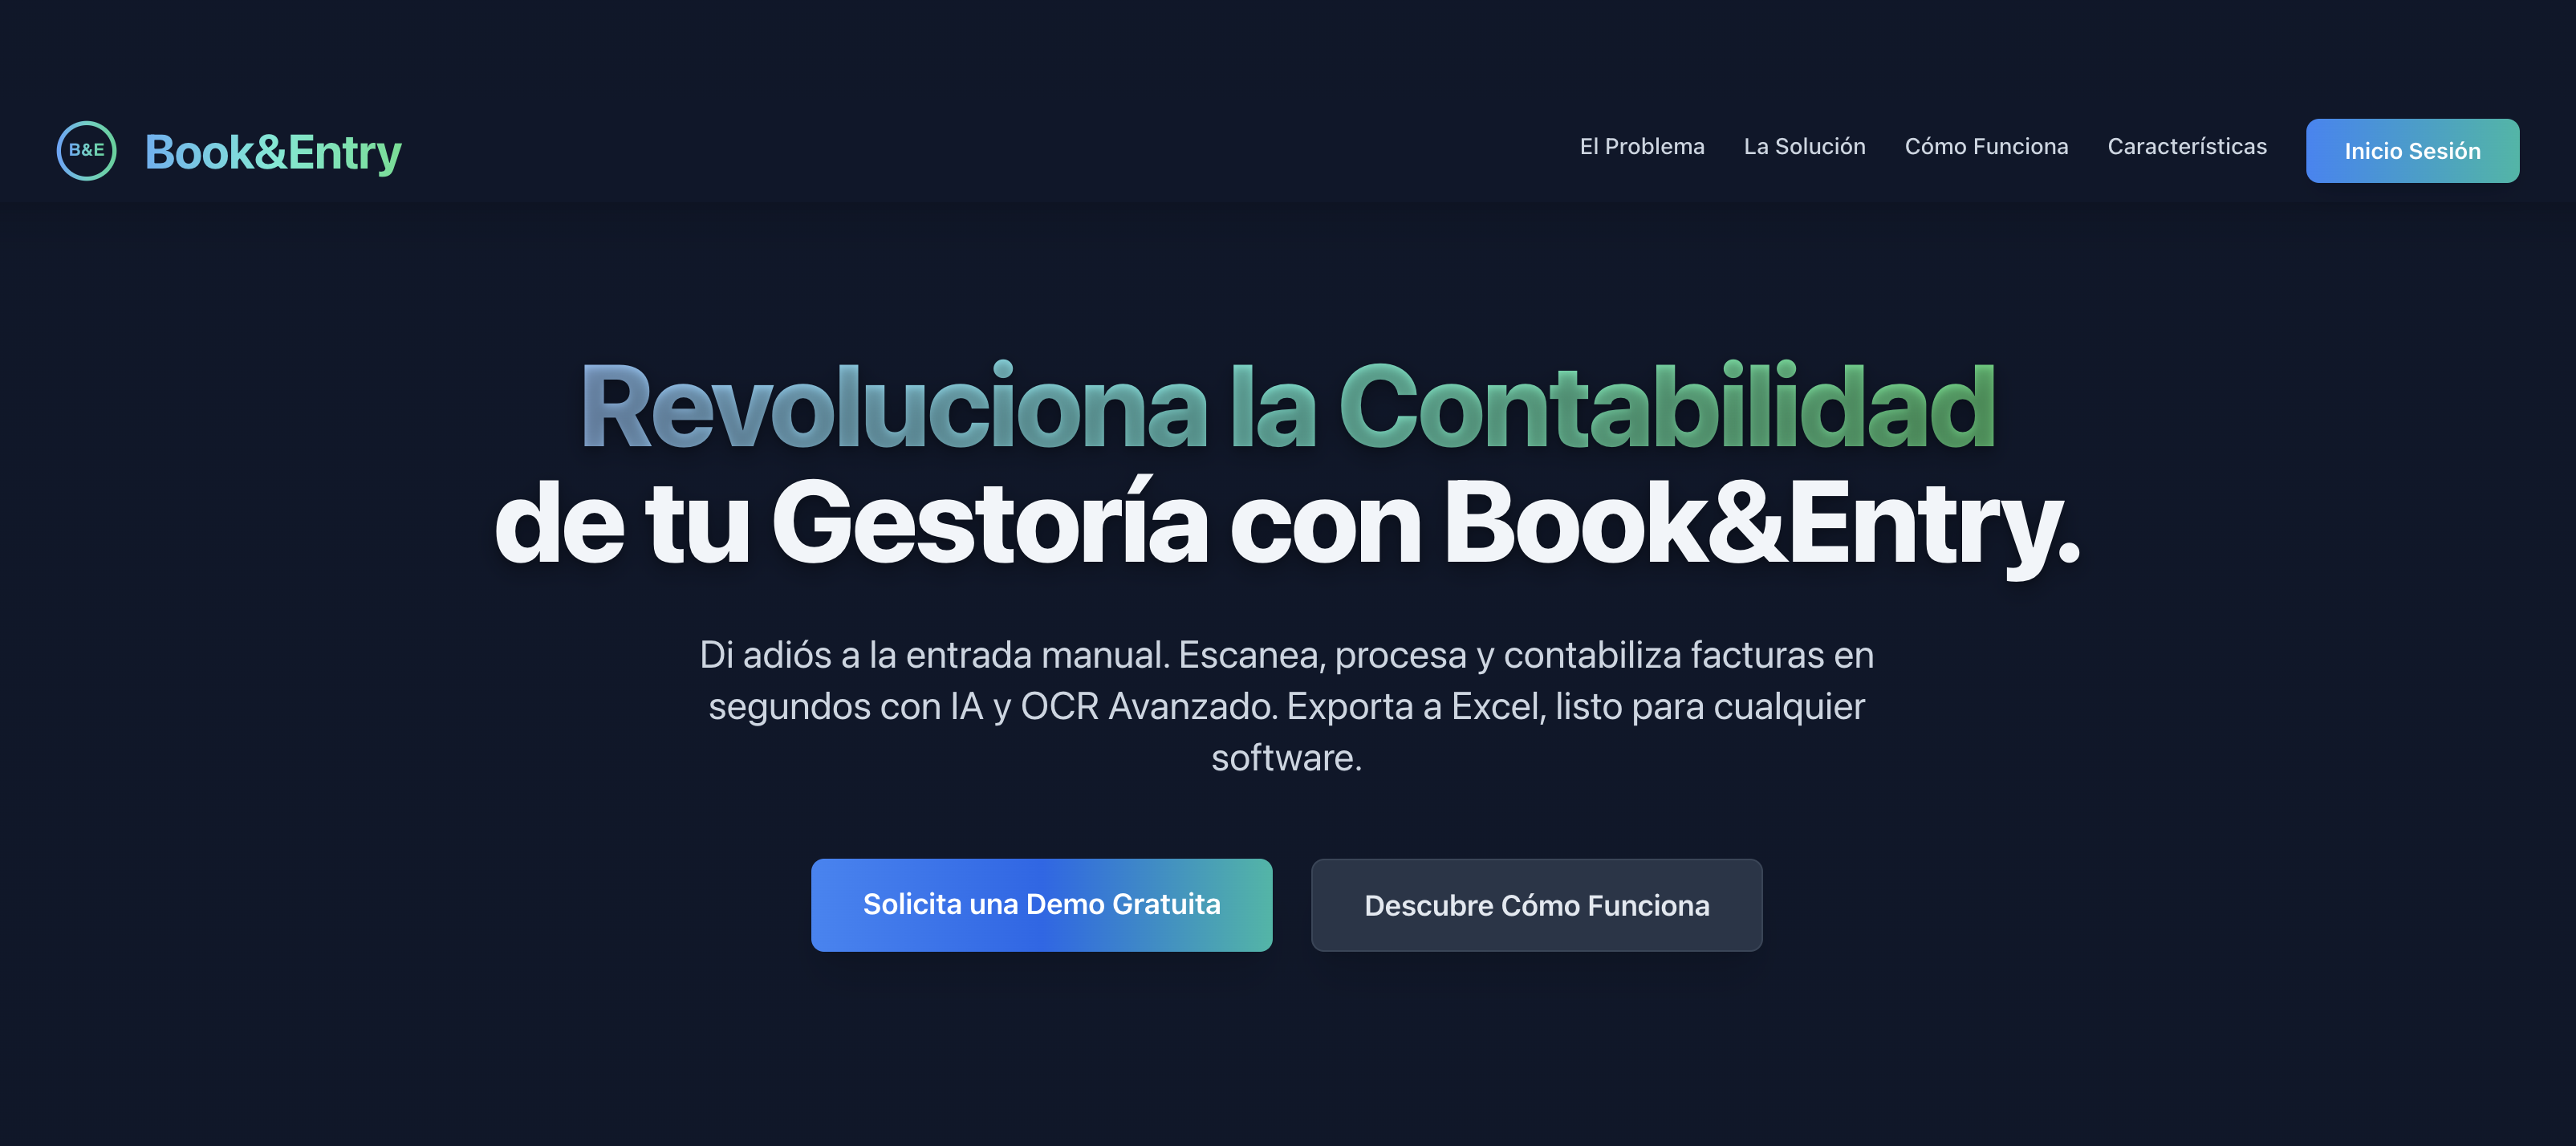 B&E
Book&Entry
El Problema
La Solución
Cómo Funciona
Características
Inicio Sesión
Revoluciona la Contabilidad
de tu Gestoría con Book&Entry.
Di adiós a la entrada manual. Escanea, procesa y contabiliza facturas en
segundos con IA y OCR Avanzado. Exporta a Excel, listo para cualquier
software.
Solicita una Demo Gratuita
Descubre Cómo Funciona